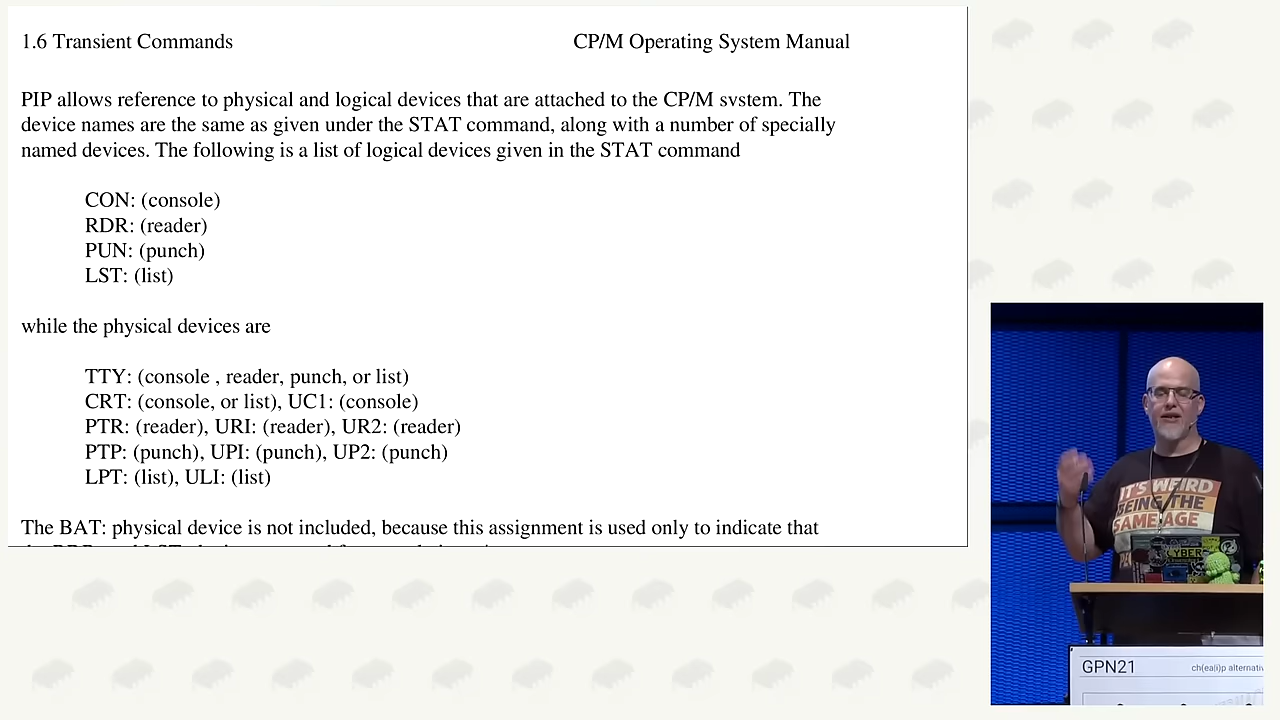 1.6 Transient Commands CP/M Operating System Manual
PIP allows reference to physical and logical devices that are attached to the CP/M svstem. The
device names are the same as given under the STAT command, along with a number of specially
named devices. The following is a list of logical devices given in the STAT command
CON: (console)
RDR: (reader)
PUN: (punch)
LST: (list)
while the physical devices are
TTY: (console , reader, punch, or list)
CRT: (console, or list), UC1: (console)
PTR: (reader), URI: (reader), UR2: (reader)
PTP: (punch), UPI: (punch), UP2: (punch)
LPT: (list), ULI: (list)
The BAT: physical device is not included, because this assignment is used only to indicate that
IT'S WEIRD
BEING THE
SAME AGE
CYBER
GPN21
ch(ea(i)p alternativ